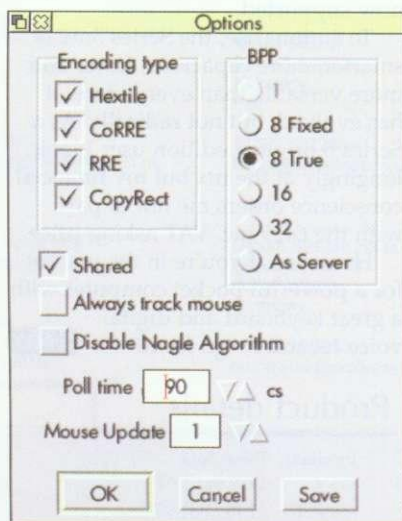 Options
Encoding type
Hextile
CoRRE
RRE
CopyRect
BPP
1
8 Fixed
8 True
16
32
As Server
Shared
Always track mouse
Disable Nagle Algorithm
Poll time 90 cs
Mouse Update 1
OK Cancel Save